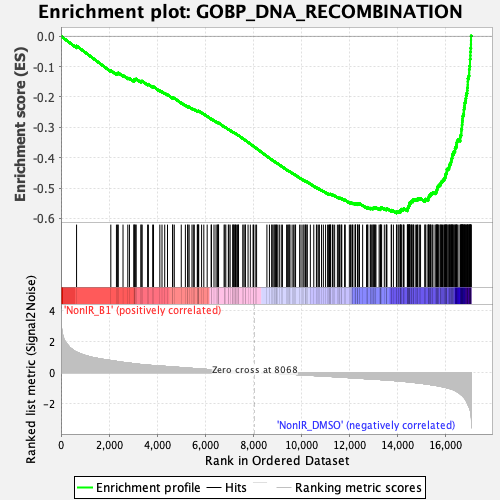 Enrichment plot: GOBP_DNA_RECOMBINATION
Enrichment score (ES)
0.0
-0.1
-0.2
-0.3
-0.4
-0.5
-0.6
'NonIR_B1' (positively correlated)
Ranked list metric (Signal2Noise)
4
2
0
-2
Zero cross at 8068
'NonIR_DMSO' (negatively correlated)
0
2,000
4,000
6,000
8,000
10,000
12,000
14,000
16,000
Rank in Ordered Dataset
Enrichment profile
Hits
Ranking metric scores